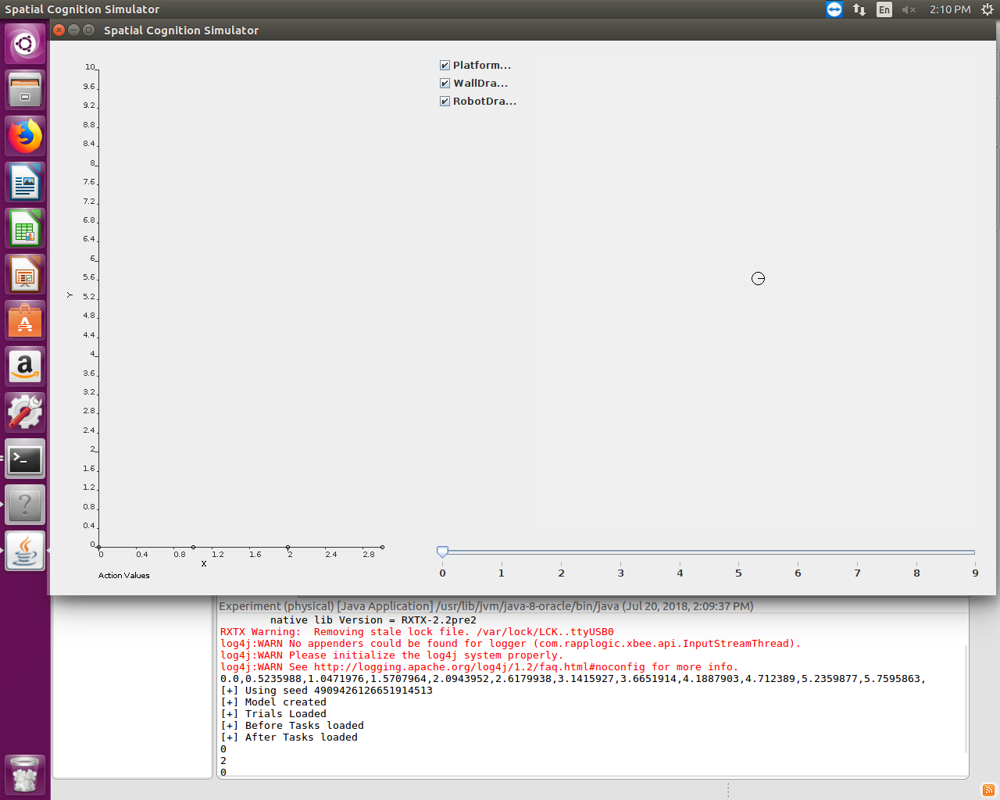 Spatial Cognition Simulator
En
2:10 PM
Spatial Cognition Simulator
Platform...
WallDra...
RobotDra...
10
9.6
9.2
8.8
8.4
8
7.6
7.2
6.8
6.4
6
5.6
5.2
4.8
4.4
4
3.6
3.2
2.8
2.4
2
1.6
1.2
0.8
0.4
0
Y
0 0.4 0.8 1.2 1.6 2 2.4 2.8
X
Action Values
0 1 2 3 4 5 6 7 8 9
Experiment (physical) [Java Application] /usr/lib/jvm/java-8-oracle/bin/java (Jul 20, 2018, 2:09:37 PM)
native lib Version = RXTX-2.2pre2
RXTX Warning:  Removing stale lock file. /var/lock/LCK..ttyUSB0
log4j:WARN No appenders could be found for logger (com.rapplogic.xbee.api.InputStreamThread).
log4j:WARN Please initialize the log4j system properly.
log4j:WARN See http://logging.apache.org/log4j/1.2/faq.html#noconfig for more info.
0.0,0.5235988,1.0471976,1.5707964,2.0943952,2.6179938,3.1415927,3.6651914,4.1887903,4.712389,5.2359877,5.7595863,
[+] Using seed 4909426126651914513
[+] Model created
[+] Trials Loaded
[+] Before Tasks loaded
[+] After Tasks loaded
0
2
0